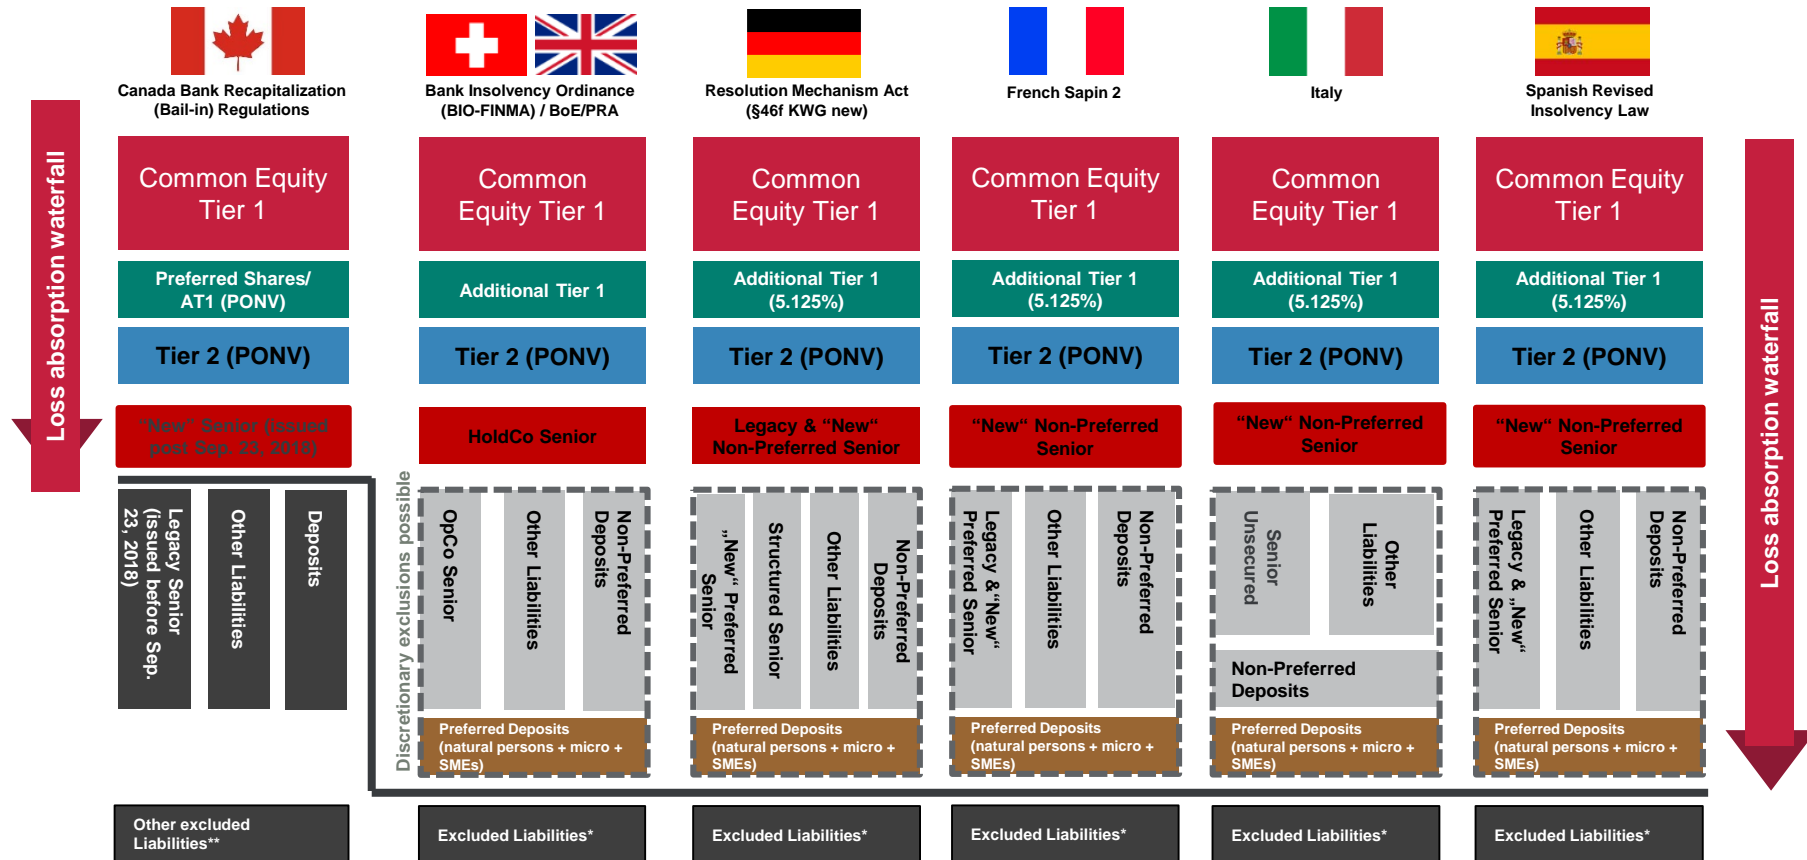 Canada Bank Recapitalization
(Bail-in) Regulations
Bank Insolvency Ordinance
(BIO-FINMA) / BoE/PRA
Resolution Mechanism Act
(§46f KWG new)
French Sapin 2
Italy
Spanish Revised
Insolvency Law
Loss absorption waterfall
Common Equity
Tier 1
Common
Equity Tier 1
Common
Equity Tier 1
Common Equity
Tier 1
Common
Equity Tier 1
Common Equity
Tier 1
Loss absorption waterfall
Preferred Shares/
AT1 (PONV)
Additional Tier 1
Additional Tier 1
(5.125%)
Additional Tier 1
(5.125%)
Additional Tier 1
(5.125%)
Additional Tier 1
(5.125%)
Tier 2 (PONV)
Tier 2 (PONV)
Tier 2 (PONV)
Tier 2 (PONV)
Tier 2 (PONV)
Tier 2 (PONV)
“New“ Senior (issued
post Sep. 23, 2018)
HoldCo Senior
Legacy & “New“
Non-Preferred Senior
“New“ Non-Preferred
Senior
“New“ Non-Preferred
Senior
“New“ Non-Preferred
Senior
Legacy Senior
(issued before Sep.
23, 2018)
Other Liabilities
Deposits
Discretionary exclusions possible
OpCo Senior
Other Liabilities
Non-Preferred
Deposits
„New“ Preferred
Senior
Structured Senior
Other Liabilities
Non-Preferred
Deposits
Legacy &“New“
Preferred Senior
Other Liabilities
Non-Preferred
Deposits
Senior
Unsecured
Other
Liabilities
Non-Preferred
Deposits
Legacy & „New“
Preferred Senior
Other Liabilities
Non-Preferred
Deposits
Preferred Deposits
(natural persons + micro +
SMEs)
Preferred Deposits
(natural persons + micro +
SMEs)
Preferred Deposits
(natural persons + micro +
SMEs)
Preferred Deposits
(natural persons + micro +
SMEs)
Preferred Deposits
(natural persons + micro +
SMEs)
Other excluded
Liabilities**
Excluded Liabilities*
Excluded Liabilities*
Excluded Liabilities*
Excluded Liabilities*
Excluded Liabilities*